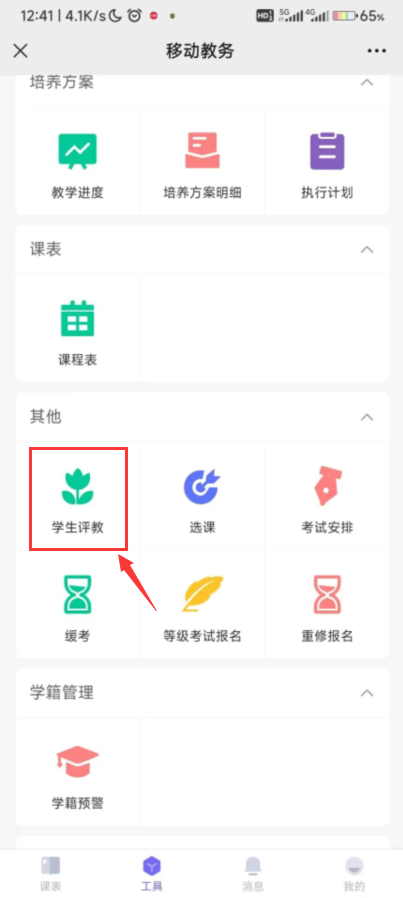 12:41 | 4.1K/s HD 5G 4G 65%
移动教务
培养方案
教学进度 培养方案明细 执行计划
课表
课程表
其他
学生评教 选课 考试安排
缓考 等级考试报名 重修报名
学籍管理
学籍预警
课表 工具 消息 我的